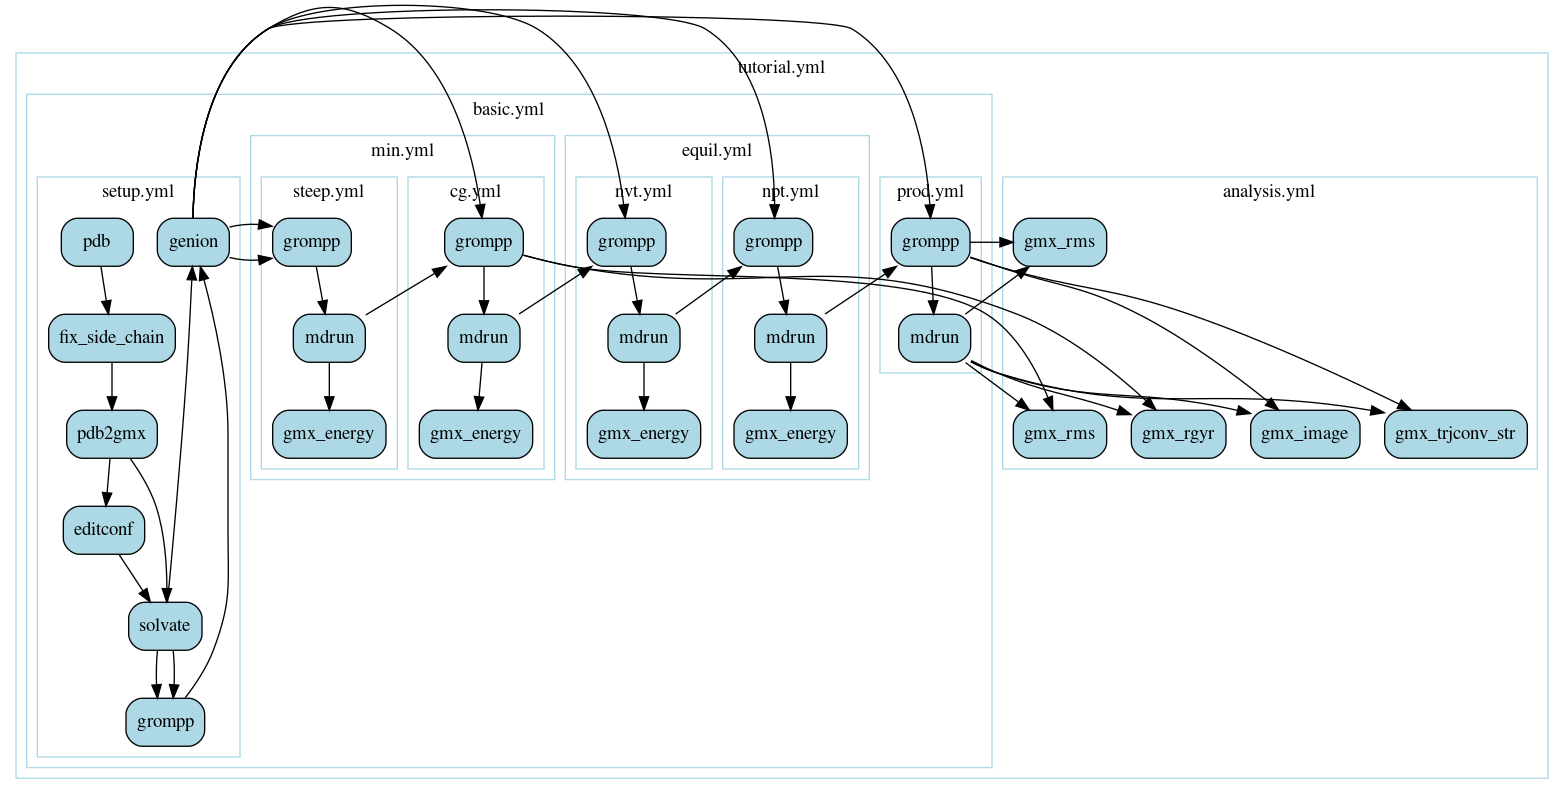 tutorial.yml
basic.yml
min.yml
equil.yml
setup.yml
steep.yml
cg.yml
nvt.yml
npt.yml
prod.yml
analysis.yml
pdb
genion
grompp
grompp
grompp
grompp
grompp
gmx_rms
fix_side_chain
mdrun
mdrun
mdrun
mdrun
mdrun
pdb2gmx
gmx_energy
gmx_energy
gmx_energy
gmx_energy
gmx_rms
gmx_rgyr
gmx_image
gmx_trjconv_str
editconf
solvate
grompp